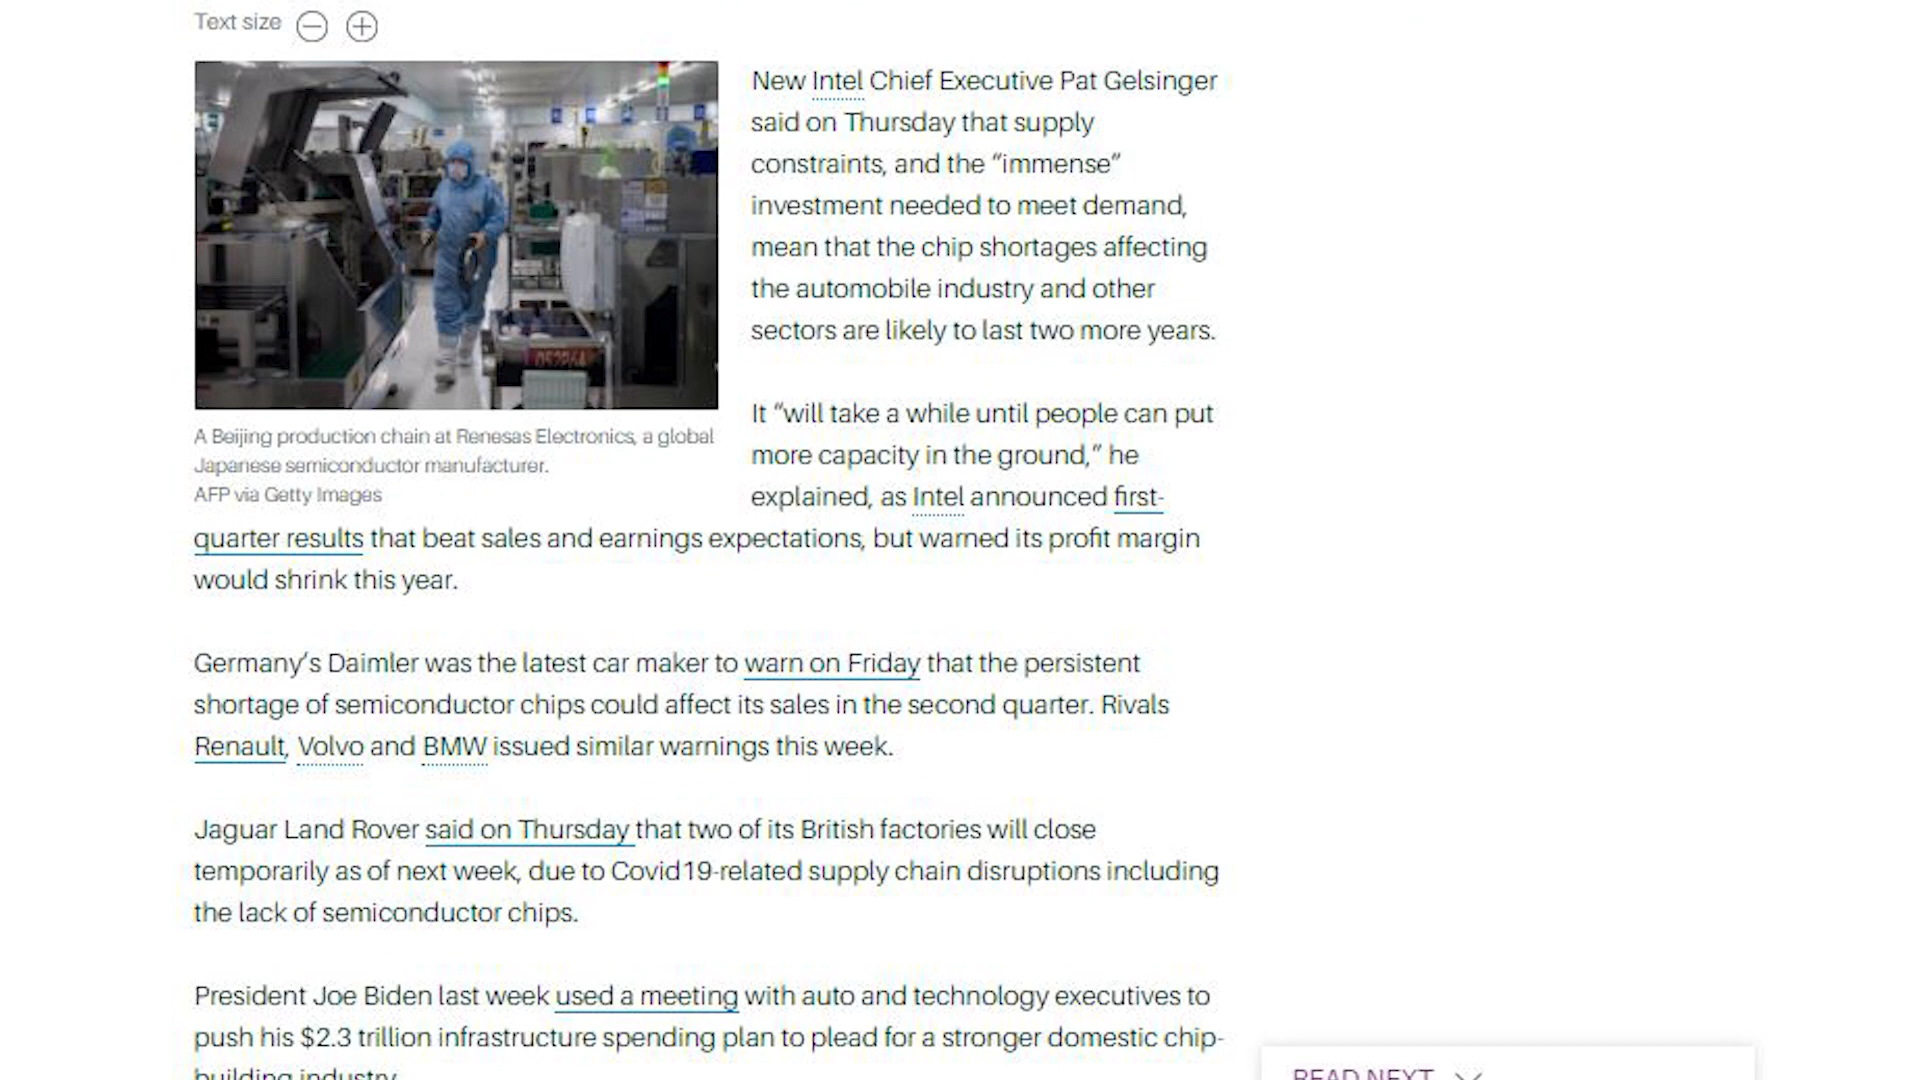 Text size
New Intel Chief Executive Pat Gelsinger
said on Thursday that supply
constraints, and the “immense”
investment needed to meet demand,
mean that the chip shortages affecting
the automobile industry and other
sectors are likely to last two more years.
It “will take a while until people can put
more capacity in the ground,” he
explained, as Intel announced first-
quarter results that beat sales and earnings expectations, but warned its profit margin
would shrink this year.
A Beijing production chain at Renesas Electronics, a global
Japanese semiconductor manufacturer.
AFP via Getty Images
Germany’s Daimler was the latest car maker to warn on Friday that the persistent
shortage of semiconductor chips could affect its sales in the second quarter. Rivals
Renault, Volvo and BMW issued similar warnings this week.
Jaguar Land Rover said on Thursday that two of its British factories will close
temporarily as of next week, due to Covid19-related supply chain disruptions including
the lack of semiconductor chips.
President Joe Biden last week used a meeting with auto and technology executives to
push his $2.3 trillion infrastructure spending plan to plead for a stronger domestic chip-
building industry.
READ NEXT